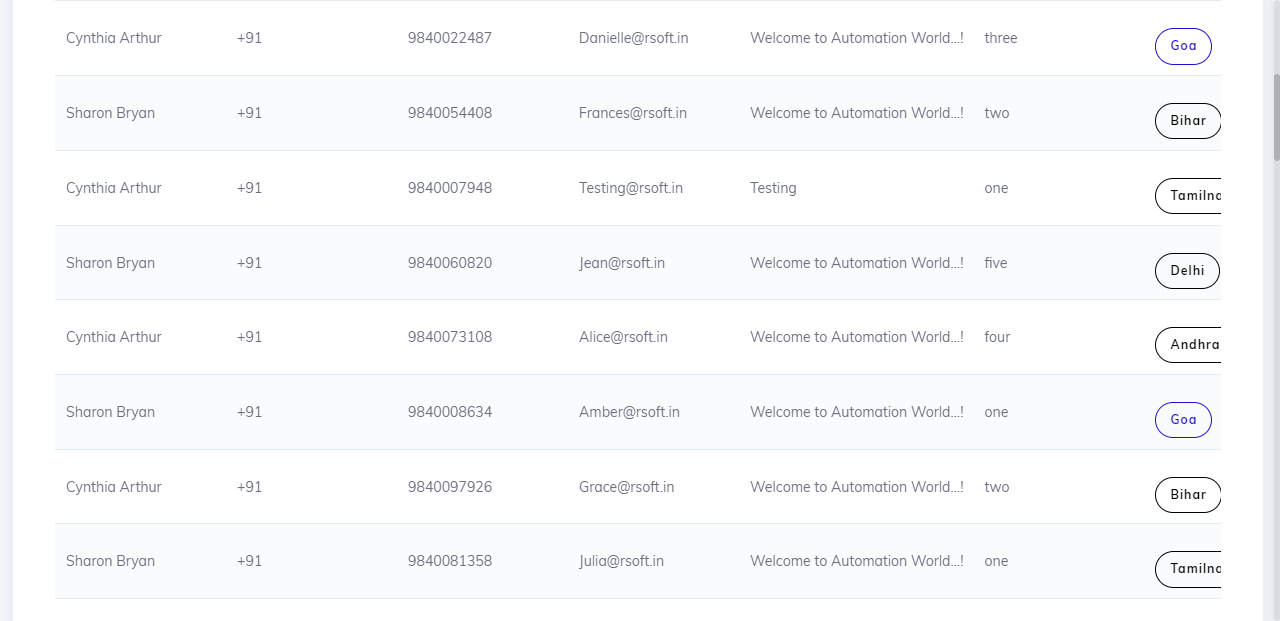 Cynthia Arthur +91 9840022487 Danielle@rsoft.in Welcome to Automation World...! three Goa
Sharon Bryan +91 9840054408 Frances@rsoft.in Welcome to Automation World...! two Bihar
Cynthia Arthur +91 9840007948 Testing@rsoft.in Testing one Tamilna
Sharon Bryan +91 9840060820 Jean@rsoft.in Welcome to Automation World...! five Delhi
Cynthia Arthur +91 9840073108 Alice@rsoft.in Welcome to Automation World...! four Andhra
Sharon Bryan +91 9840008634 Amber@rsoft.in Welcome to Automation World...! one Goa
Cynthia Arthur +91 9840097926 Grace@rsoft.in Welcome to Automation World...! two Bihar
Sharon Bryan +91 9840081358 Julia@rsoft.in Welcome to Automation World...! one Tamilna